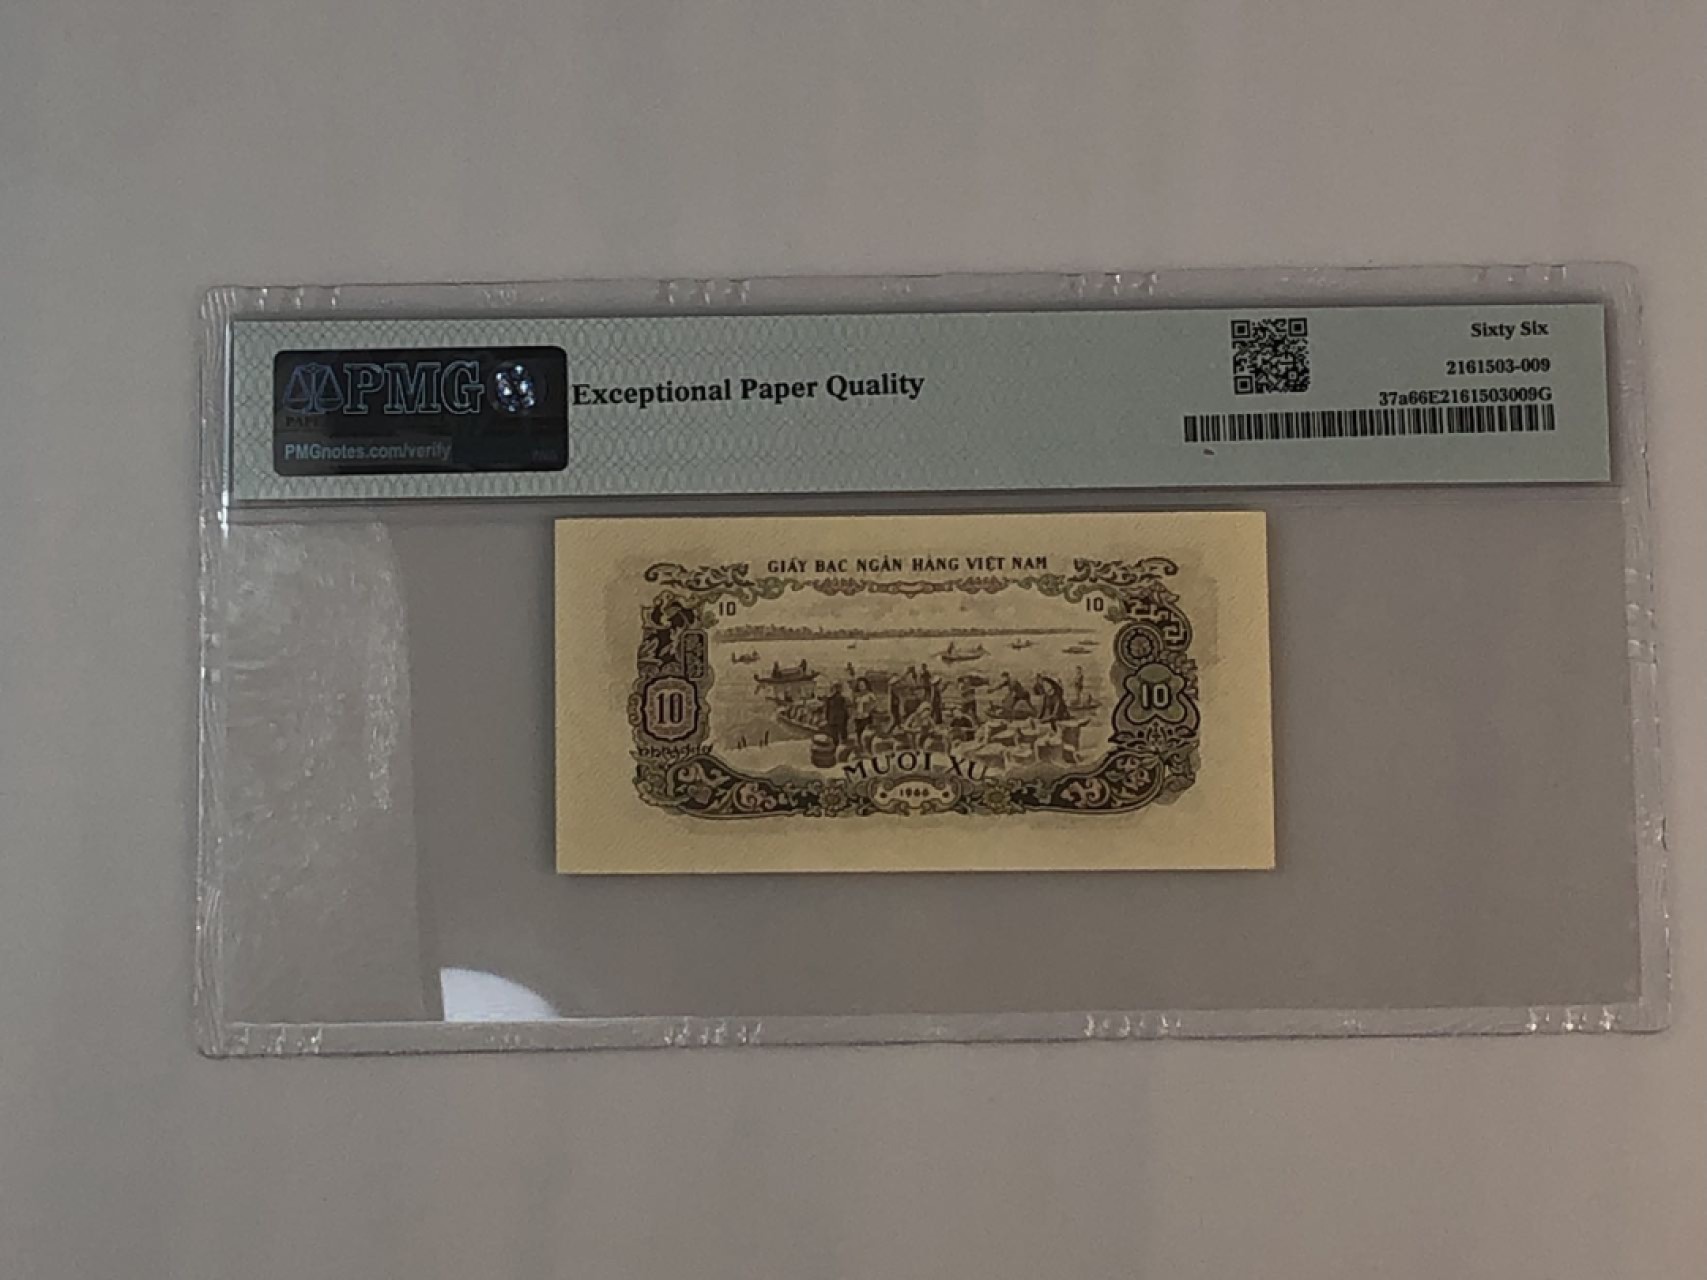 PMG
PMGnotes.com/verify
Exceptional Paper Quality
Sixty Six
2161503-009
37a66E2161503009G
GIẤY BẠC NGÂN HÀNG VIỆT NAM
10 10
10 10
MƯỜI XU
1966